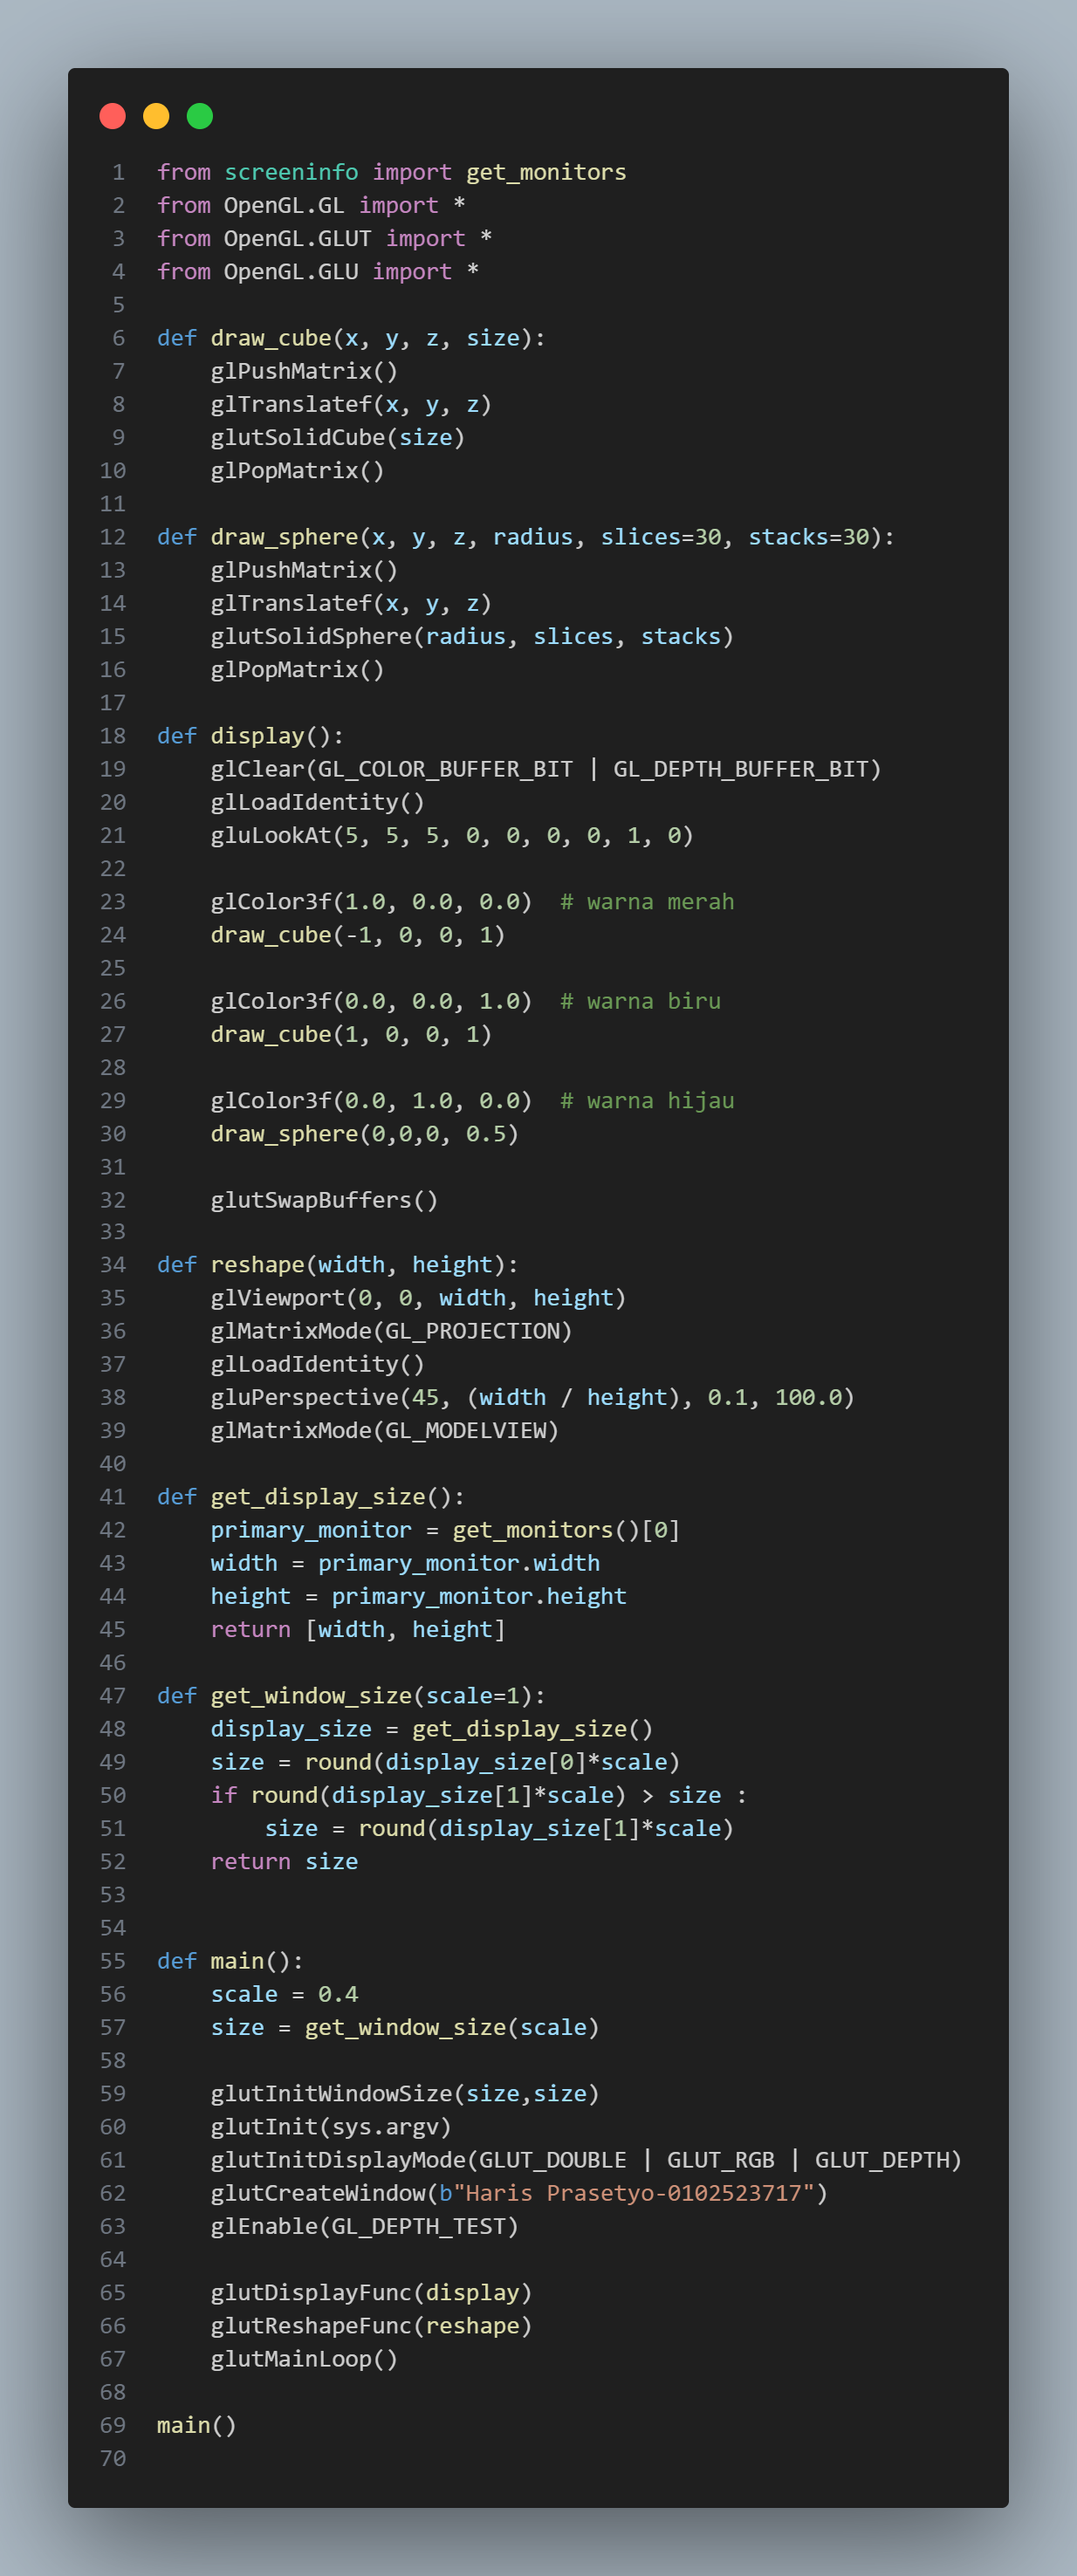 1 from screeninfo import get_monitors
2 from OpenGL.GL import *
3 from OpenGL.GLUT import *
4 from OpenGL.GLU import *
5
6 def draw_cube(x, y, z, size):
7     glPushMatrix()
8     glTranslatef(x, y, z)
9     glutSolidCube(size)
10     glPopMatrix()
11
12 def draw_sphere(x, y, z, radius, slices=30, stacks=30):
13     glPushMatrix()
14     glTranslatef(x, y, z)
15     glutSolidSphere(radius, slices, stacks)
16     glPopMatrix()
17
18 def display():
19     glClear(GL_COLOR_BUFFER_BIT | GL_DEPTH_BUFFER_BIT)
20     glLoadIdentity()
21     gluLookAt(5, 5, 5, 0, 0, 0, 0, 1, 0)
22
23     glColor3f(1.0, 0.0, 0.0)  # warna merah
24     draw_cube(-1, 0, 0, 1)
25
26     glColor3f(0.0, 0.0, 1.0)  # warna biru
27     draw_cube(1, 0, 0, 1)
28
29     glColor3f(0.0, 1.0, 0.0)  # warna hijau
30     draw_sphere(0,0,0, 0.5)
31
32     glutSwapBuffers()
33
34 def reshape(width, height):
35     glViewport(0, 0, width, height)
36     glMatrixMode(GL_PROJECTION)
37     glLoadIdentity()
38     gluPerspective(45, (width / height), 0.1, 100.0)
39     glMatrixMode(GL_MODELVIEW)
40
41 def get_display_size():
42     primary_monitor = get_monitors()[0]
43     width = primary_monitor.width
44     height = primary_monitor.height
45     return [width, height]
46
47 def get_window_size(scale=1):
48     display_size = get_display_size()
49     size = round(display_size[0]*scale)
50     if round(display_size[1]*scale) > size :
51         size = round(display_size[1]*scale)
52     return size
53
54
55 def main():
56     scale = 0.4
57     size = get_window_size(scale)
58
59     glutInitWindowSize(size,size)
60     glutInit(sys.argv)
61     glutInitDisplayMode(GLUT_DOUBLE | GLUT_RGB | GLUT_DEPTH)
62     glutCreateWindow(b"Haris Prasetyo-0102523717")
63     glEnable(GL_DEPTH_TEST)
64
65     glutDisplayFunc(display)
66     glutReshapeFunc(reshape)
67     glutMainLoop()
68
69 main()
70